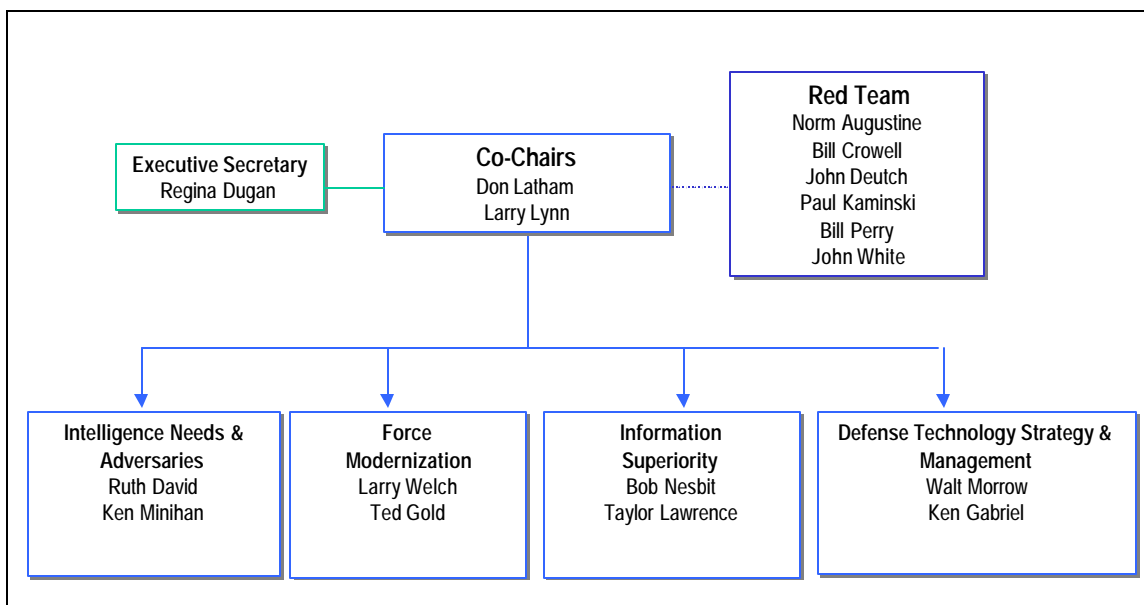 Executive Secretary
Regina Dugan
Co-Chairs
Don Latham
Larry Lynn
Red Team
Norm Augustine
Bill Crowell
John Deutch
Paul Kaminski
Bill Perry
John White
Intelligence Needs &
Adversaries
Ruth David
Ken Minihan
Force
Modernization
Larry Welch
Ted Gold
Information
Superiority
Bob Nesbit
Taylor Lawrence
Defense Technology Strategy &
Management
Walt Morrow
Ken Gabriel